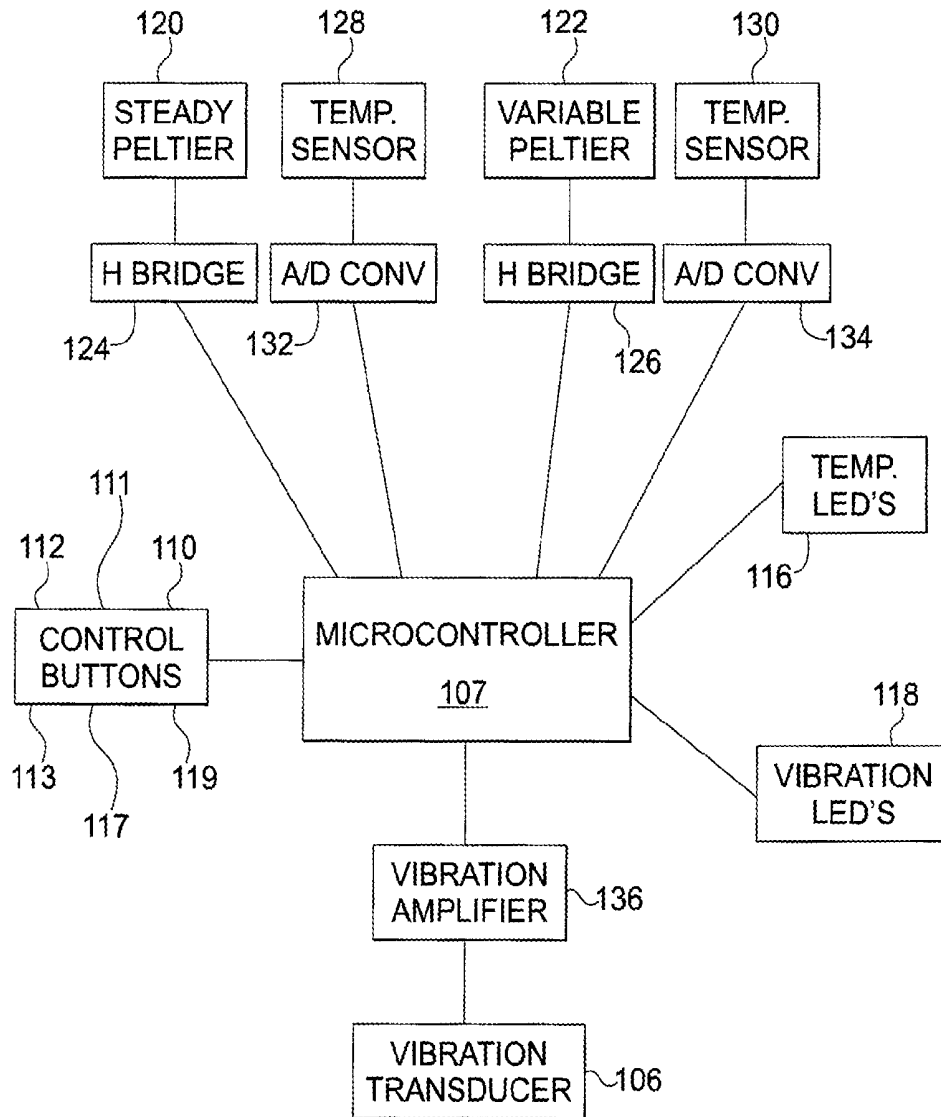 120
128
122
130
STEADY
PELTIER
TEMP.
SENSOR
VARIABLE
PELTIER
TEMP.
SENSOR
H BRIDGE
A/D CONV
H BRIDGE
A/D CONV
124
132
126
134
TEMP.
LED'S
116
111
112
110
CONTROL
BUTTONS
113
119
117
MICROCONTROLLER
107
118
VIBRATION
LED'S
VIBRATION
AMPLIFIER
136
VIBRATION
TRANSDUCER
106